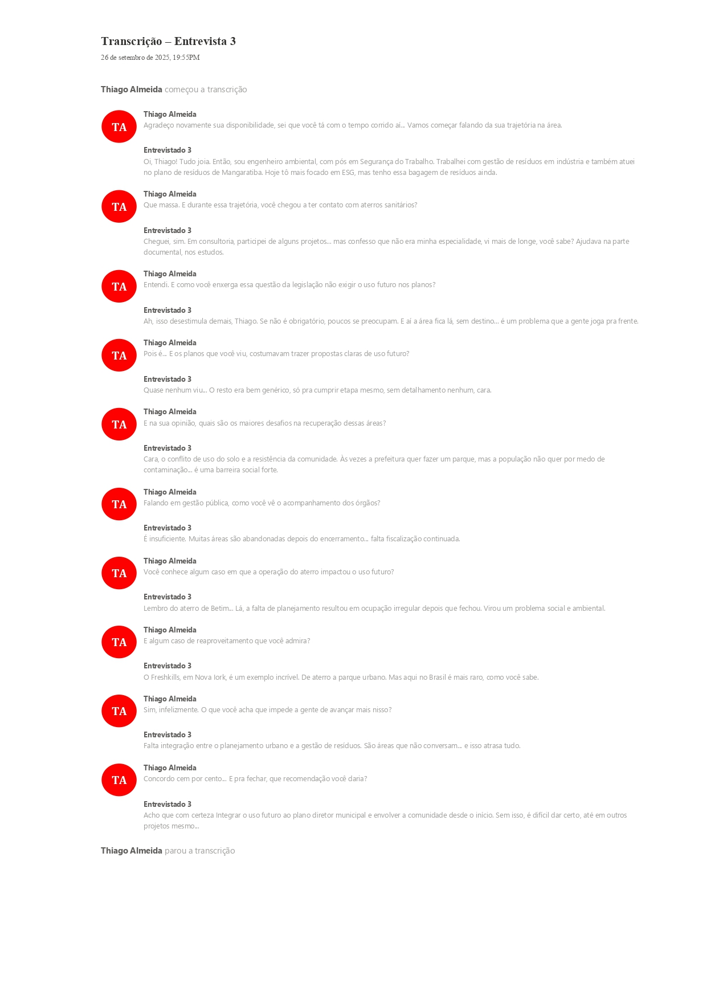 Transcrição – Entrevista 3
26 de setembro de 2025, 19:55PM
Thiago Almeida começou a transcrição
TA
Thiago Almeida
Agradeço novamente sua disponibilidade, sei que você tá com o tempo corrido aí... Vamos começar falando da sua trajetória na área.
Entrevistado 3
Oi, Thiago! Tudo joia. Então, sou engenheiro ambiental, com pós em Segurança do Trabalho. Trabalhei com gestão de resíduos em indústria e também atuei
no plano de resíduos de Mangaratiba. Hoje tô mais focado em ESG, mas tenho essa bagagem de resíduos ainda.
TA
Thiago Almeida
Que massa. E durante essa trajetória, você chegou a ter contato com aterros sanitários?
Entrevistado 3
Cheguei, sim. Em consultoria, participei de alguns projetos... mas confesso que não era minha especialidade, vi mais de longe, você sabe? Ajudava na parte
documental, nos estudos.
TA
Thiago Almeida
Entendi. E como você enxerga essa questão da legislação não exigir o uso futuro nos planos?
Entrevistado 3
Ah, isso desestimula demais, Thiago. Se não é obrigatório, poucos se preocupam. E aí a área fica lá, sem destino... é um problema que a gente joga pra frente.
TA
Thiago Almeida
Pois é... E os planos que você viu, costumavam trazer propostas claras de uso futuro?
Entrevistado 3
Quase nenhum viu... O resto era bem genérico, só pra cumprir etapa mesmo, sem detalhamento nenhum, cara.
TA
Thiago Almeida
E na sua opinião, quais são os maiores desafios na recuperação dessas áreas?
Entrevistado 3
Cara, o conflito de uso do solo e a resistência da comunidade. Às vezes a prefeitura quer fazer um parque, mas a população não quer por medo de
contaminação... é uma barreira social forte.
TA
Thiago Almeida
Falando em gestão pública, como você vê o acompanhamento dos órgãos?
Entrevistado 3
É insuficiente. Muitas áreas são abandonadas depois do encerramento... falta fiscalização continuada.
TA
Thiago Almeida
Você conhece algum caso em que a operação do aterro impactou o uso futuro?
Entrevistado 3
Lembro do aterro de Betim... Lá, a falta de planejamento resultou em ocupação irregular depois que fechou. Virou um problema social e ambiental.
TA
Thiago Almeida
E algum caso de reaproveitamento que você admira?
Entrevistado 3
O Freshkills, em Nova Iork, é um exemplo incrível. De aterro a parque urbano. Mas aqui no Brasil é mais raro, como você sabe.
TA
Thiago Almeida
Sim, infelizmente. O que você acha que impede a gente de avançar mais nisso?
Entrevistado 3
Falta integração entre o planejamento urbano e a gestão de resíduos. São áreas que não conversam... e isso atrasa tudo.
TA
Thiago Almeida
Concordo cem por cento... E pra fechar, que recomendação você daria?
Entrevistado 3
Acho que com certeza Integrar o uso futuro ao plano diretor municipal e envolver a comunidade desde o início. Sem isso, é difícil dar certo, até em outros
projetos mesmo...
Thiago Almeida parou a transcrição